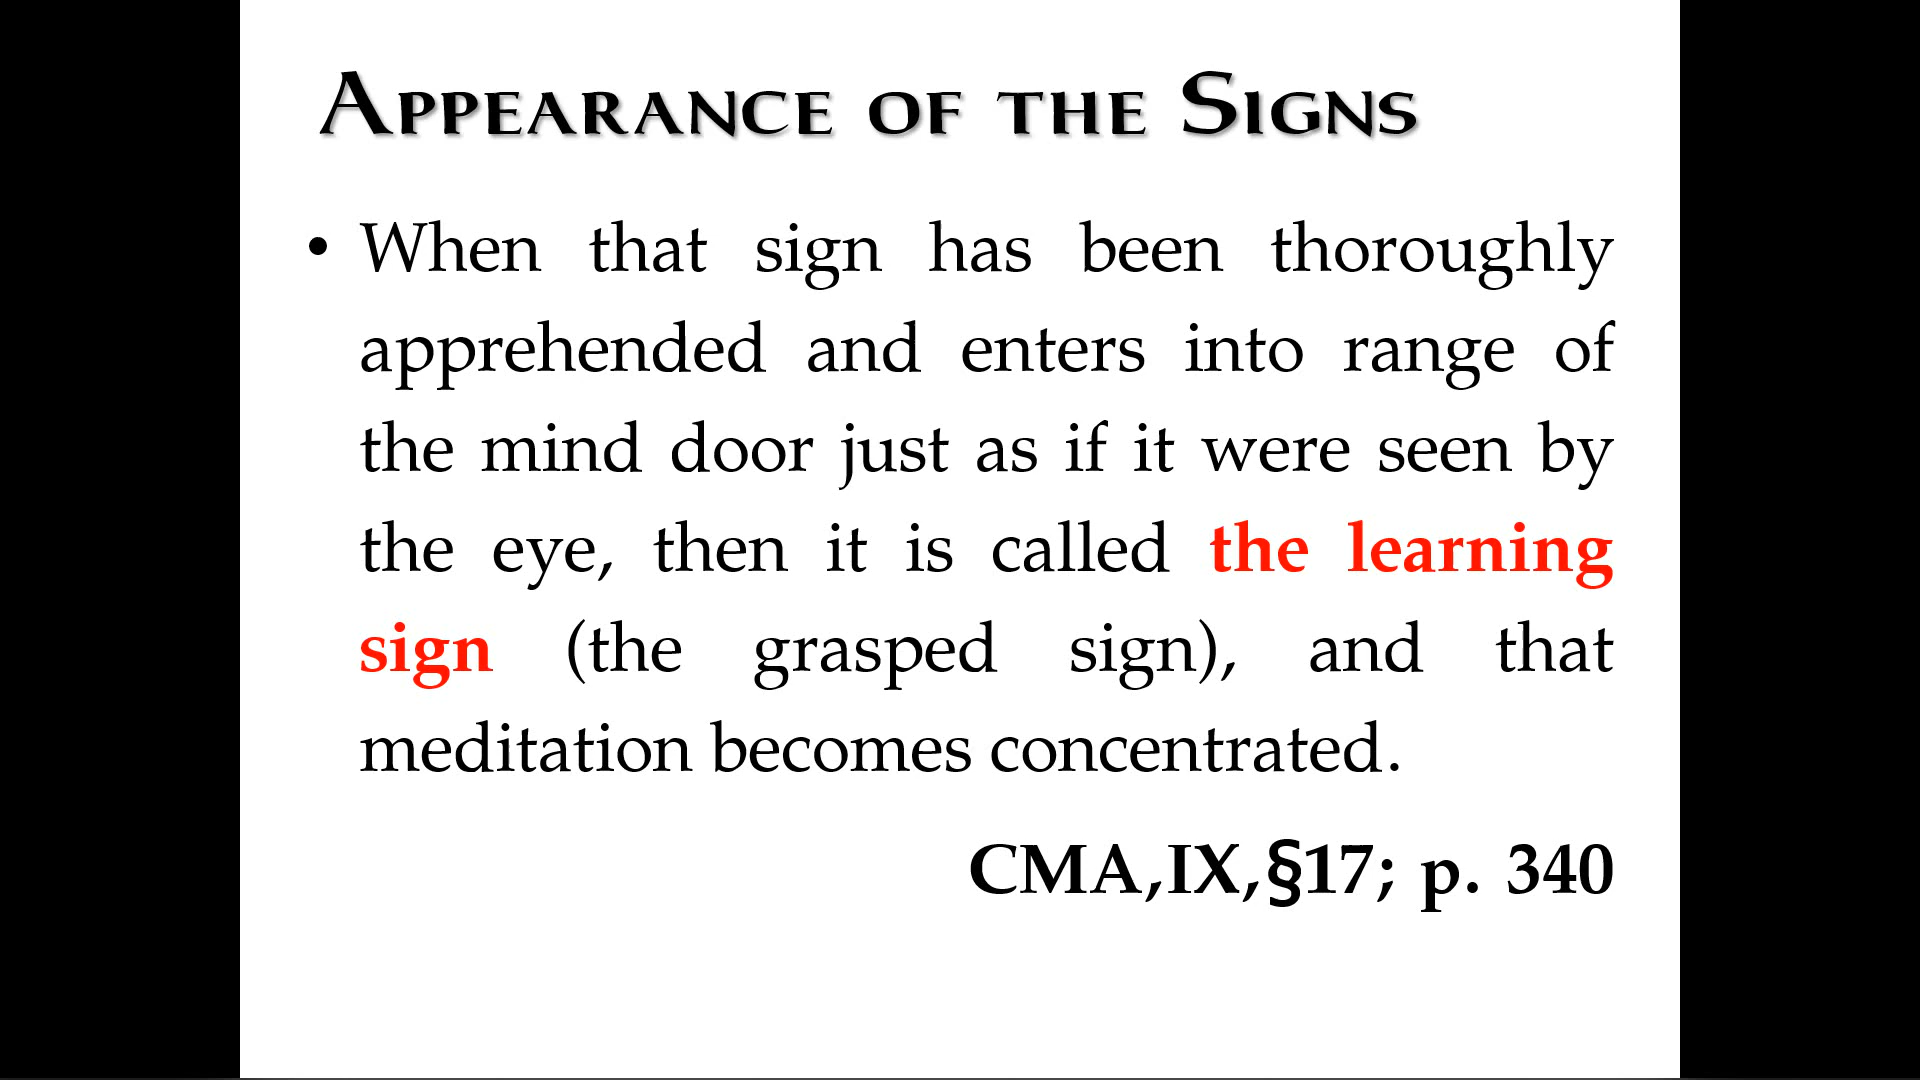 Appearance of the Signs
• When that sign has been thoroughly
apprehended and enters into range of
the mind door just as if it were seen by
the eye, then it is called the learning
sign (the grasped sign), and that
meditation becomes concentrated.
CMA,IX,§17; p. 340